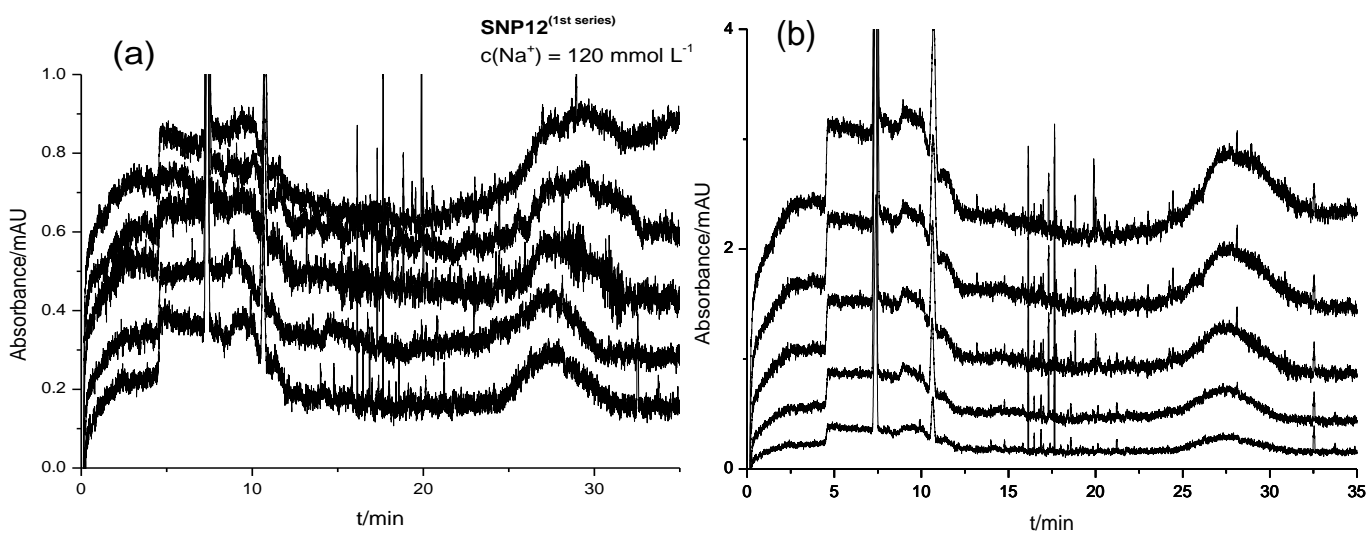 (a)
SNP12(1st series)
c(Na+) = 120 mmol L-1
Absorbance/mAU
1.0
0.8
0.6
0.4
0.2
0.0
0 10 20 30
t/min
(b)
Absorbance/mAU
4
2
0
0 5 10 15 20 25 30 35
t/min